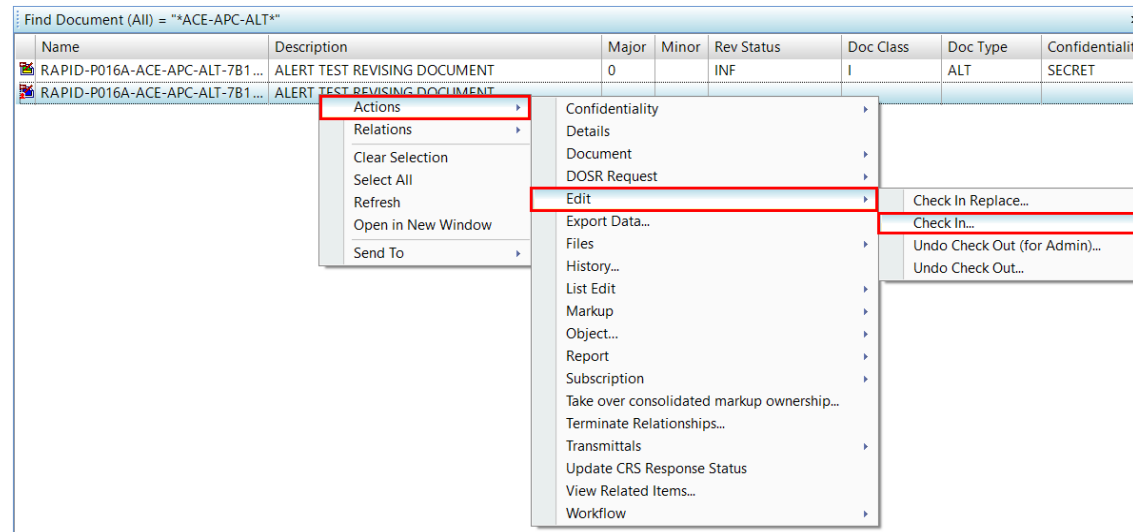 Find Document (All) = "*ACE-APC-ALT*"
Name Description Major Minor Rev Status Doc Class Doc Type Confidentialit
RAPID-P016A-ACE-APC-ALT-7B1... ALERT TEST REVISING DOCUMENT 0 INF I ALT SECRET
RAPID-P016A-ACE-APC-ALT-7B1... ALERT TEST REVISING DOCUMENT
Actions
Relations
Clear Selection
Select All
Refresh
Open in New Window
Send To
Confidentiality
Details
Document
DOSR Request
Edit
Export Data...
Files
History...
List Edit
Markup
Object...
Report
Subscription
Take over consolidated markup ownership...
Terminate Relationships...
Transmittals
Update CRS Response Status
View Related Items...
Workflow
Check In Replace...
Check In...
Undo Check Out (for Admin)...
Undo Check Out...